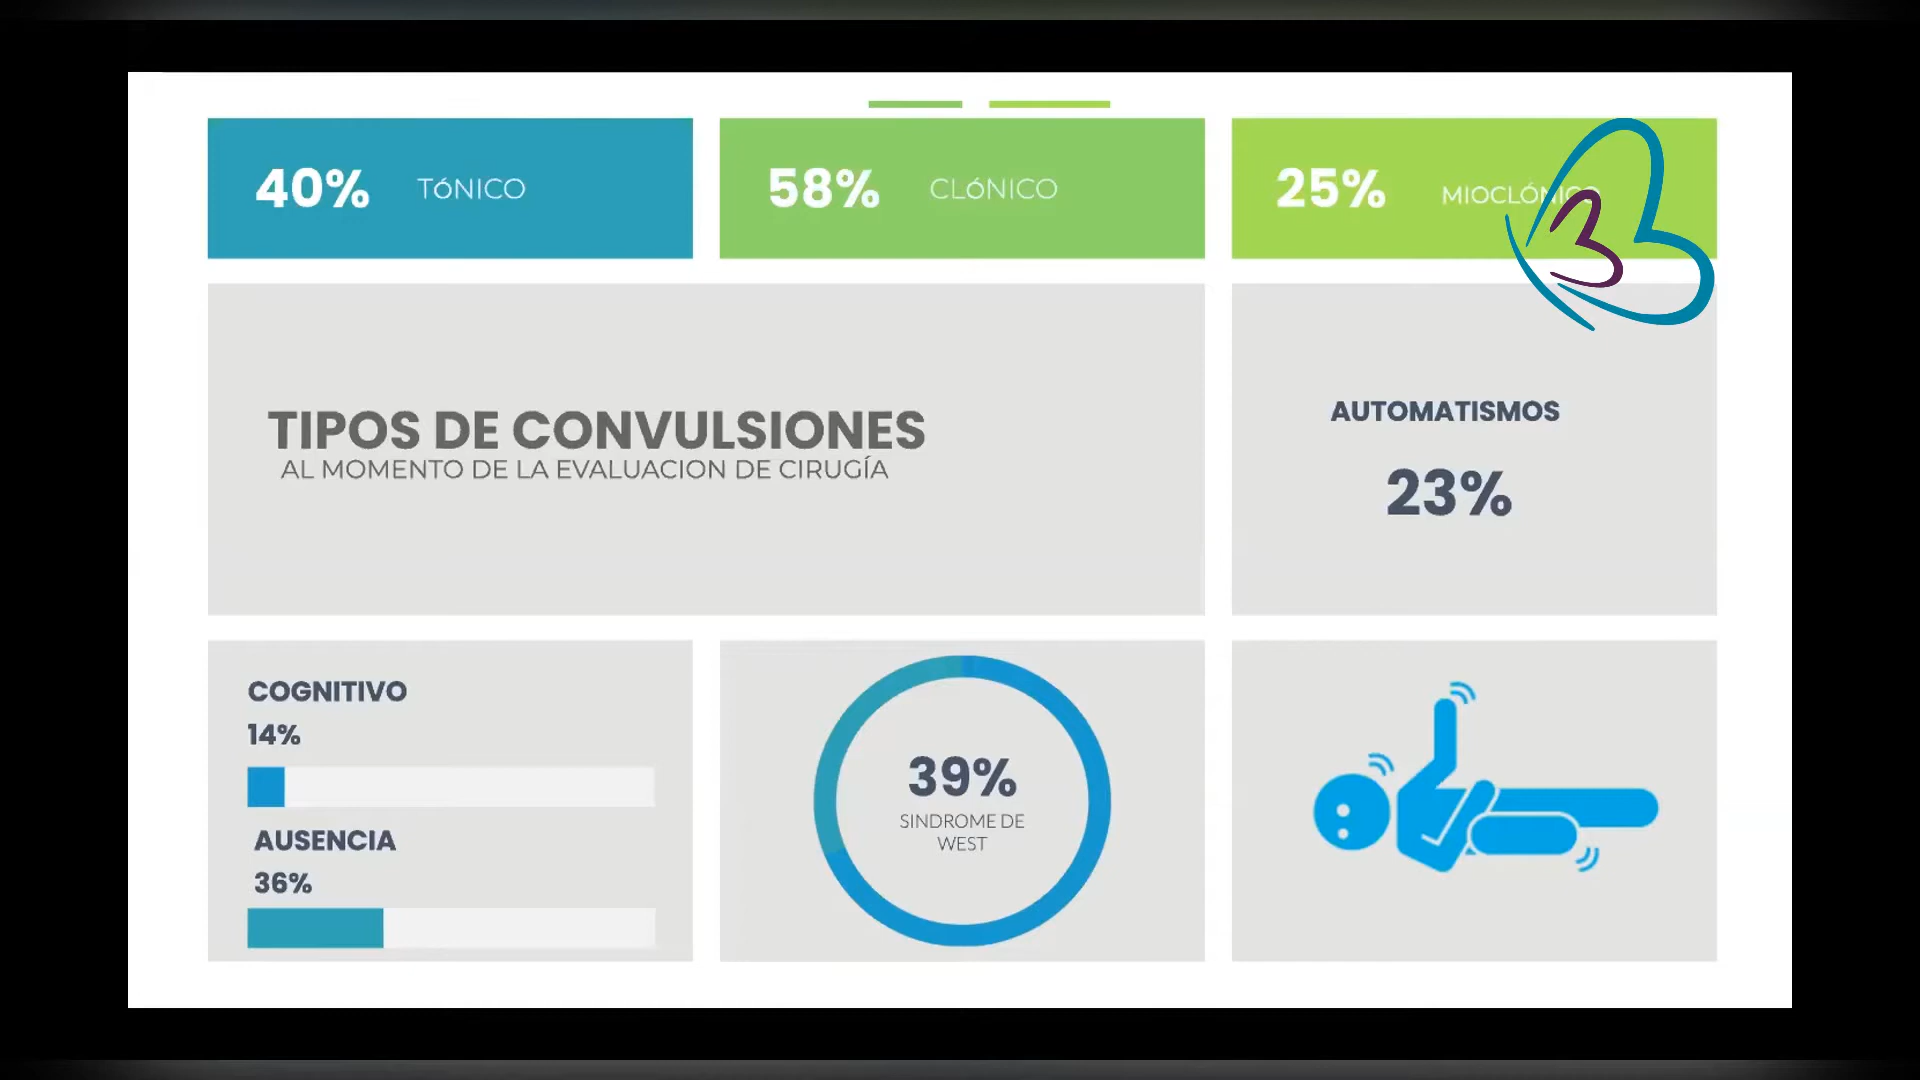 40% TÓNICO
58% CLÓNICO
25% MIOCLÓNICO
TIPOS DE CONVULSIONES
AL MOMENTO DE LA EVALUACION DE CIRUGÍA
AUTOMATISMOS
23%
COGNITIVO
14%
AUSENCIA
36%
39%
SINDROME DE
WEST